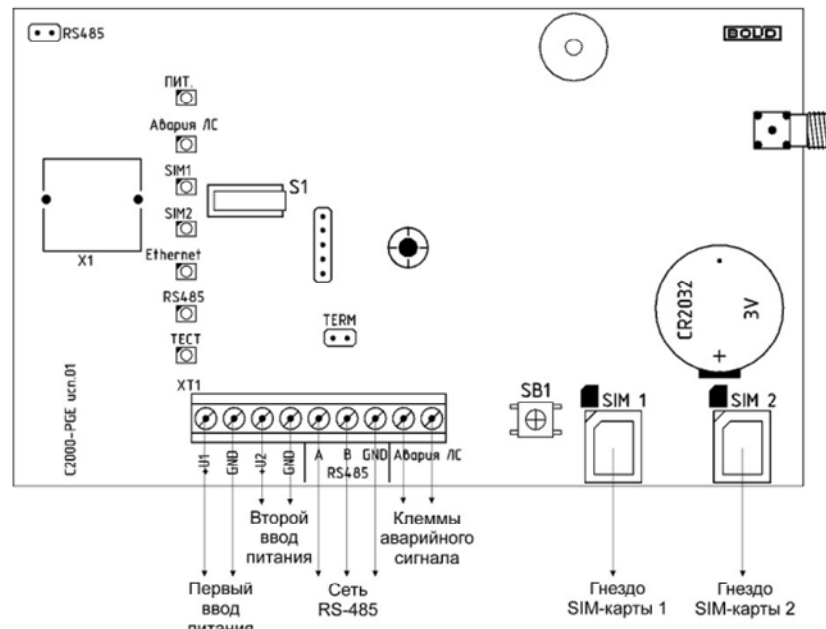 RS485
BOLID
ПИТ.
Авария ЛС
SIM1
S1
SIM2
X1
Ethernet
RS485
TERM
ТЕСТ
CR2032
3V
+
C2000-PGE исп.01
XT1
SB1
SIM 1
SIM 2
+U1 GND +U2 GND A B GND Авария ЛС
RS485
Второй
ввод
питания
Клеммы
аварийного
сигнала
Первый
ввод
питания
Сеть
RS-485
Гнездо
SIM-карты 1
Гнездо
SIM-карты 2